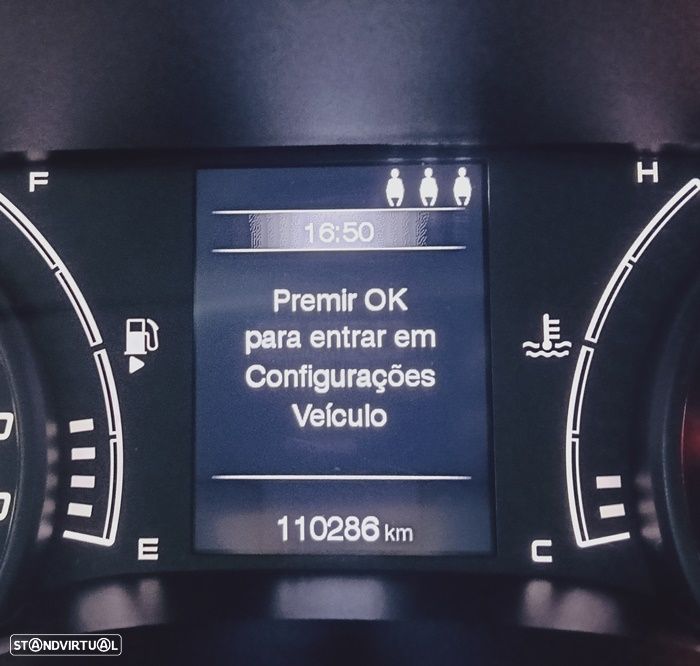 F
H
16:50
Premir OK
para entrar em
Configurações
Veículo
110286 km
E
C
STANDVIRTUAL